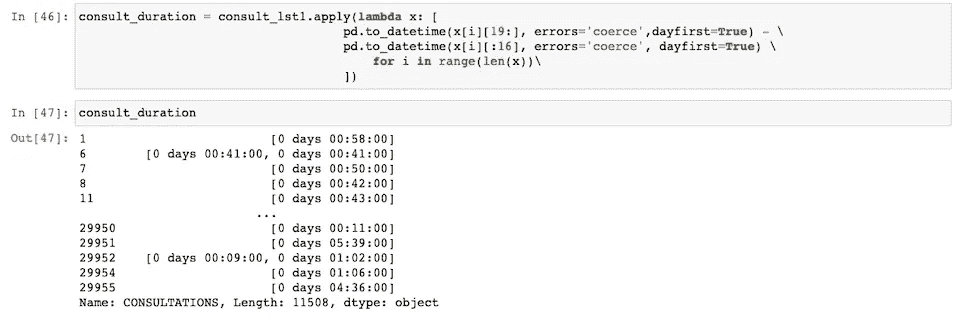 In [46]: consult_duration = consult_lst1.apply(lambda x: [
pd.to_datetime(x[i][19:], errors='coerce',dayfirst=True) - \
pd.to_datetime(x[i][:16], errors='coerce', dayfirst=True) \
for i in range(len(x))\
])
In [47]: consult_duration
Out[47]: 1 [0 days 00:58:00]
6 [0 days 00:41:00, 0 days 00:41:00]
7 [0 days 00:50:00]
8 [0 days 00:42:00]
11 [0 days 00:43:00]
...
29950 [0 days 00:11:00]
29951 [0 days 05:39:00]
29952 [0 days 00:09:00, 0 days 01:02:00]
29954 [0 days 01:06:00]
29955 [0 days 04:36:00]
Name: CONSULTATIONS, Length: 11508, dtype: object